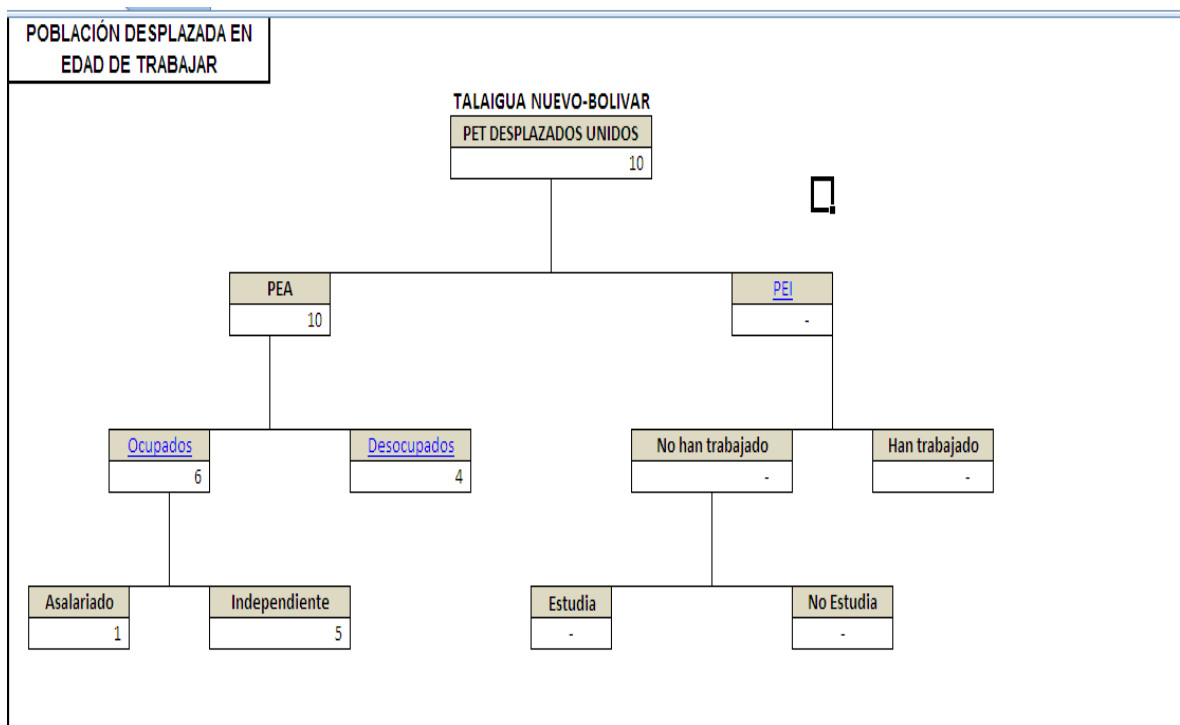 POBLACIÓN DESPLAZADA EN
EDAD DE TRABAJAR
TALAIGUA NUEVO-BOLIVAR
PET DESPLAZADOS UNIDOS
10
PEA
PEI
10
-
Ocupados
Desocupados
No han trabajado
Han trabajado
6
4
-
-
Asalariado
Independiente
Estudia
No Estudia
1
5
-
-